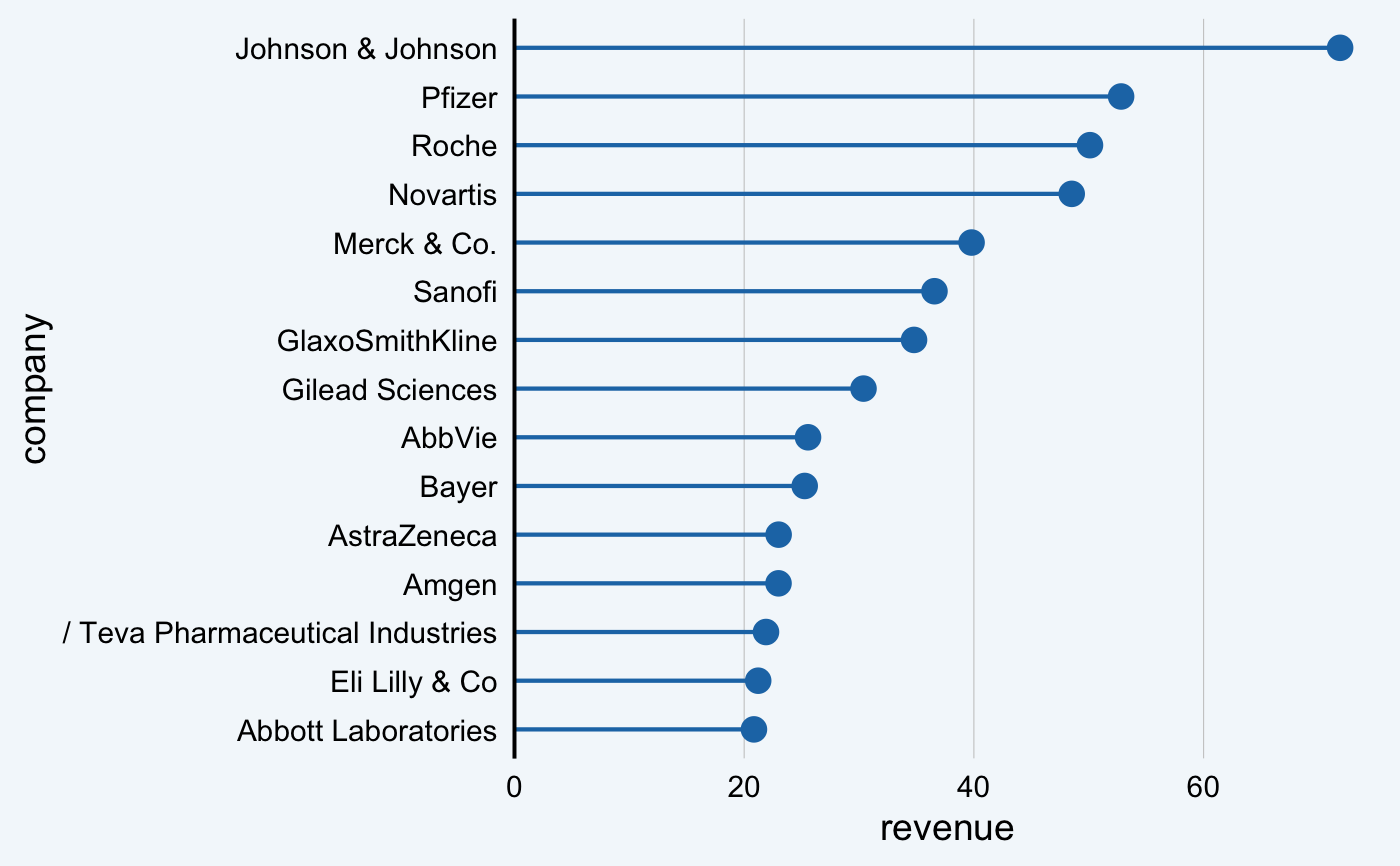 Johnson & Johnson
Pfizer
Roche
Novartis
Merck & Co.
Sanofi
GlaxoSmithKline
Gilead Sciences
AbbVie
Bayer
AstraZeneca
Amgen
/ Teva Pharmaceutical Industries
Eli Lilly & Co
Abbott Laboratories
company
0 20 40 60
revenue